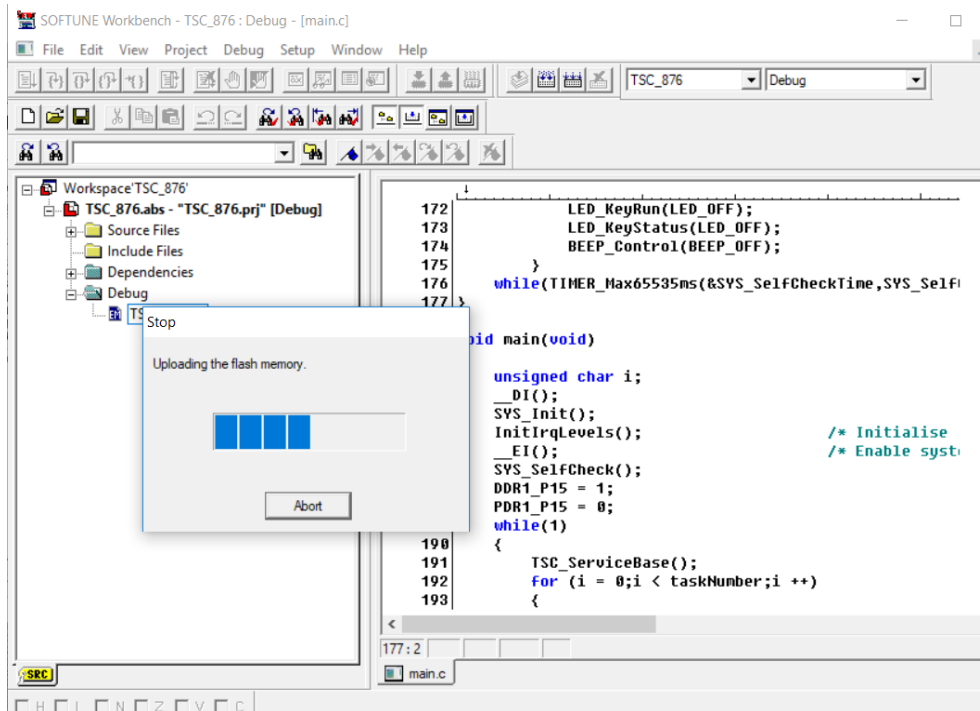 SOFTUNE Workbench - TSC_876 : Debug - [main.c]
File Edit View Project Debug Setup Window Help
TSC_876 Debug
Workspace'TSC_876'
TSC_876.abs - "TSC_876.prj" [Debug]
Source Files
Include Files
Dependencies
Debug
Stop
Uploading the flash memory.
Abort
172 LED_KeyRun(LED_OFF);
173 LED_KeyStatus(LED_OFF);
174 BEEP_Control(BEEP_OFF);
175 }
176 while(TIMER_Max65535ms(&SYS_SelfCheckTime,SYS_Self
177 }
main(void)
unsigned char i;
__DI();
SYS_Init();
InitIrqLevels(); /* Initialise
__EI(); /* Enable syst
SYS_SelfCheck();
DDR1_P15 = 1;
PDR1_P15 = 0;
while(1)
190 {
191 TSC_ServiceBase();
192 for (i = 0;i < taskNumber;i ++)
193 {
177:2
SRC
main.c
H I N Z V C